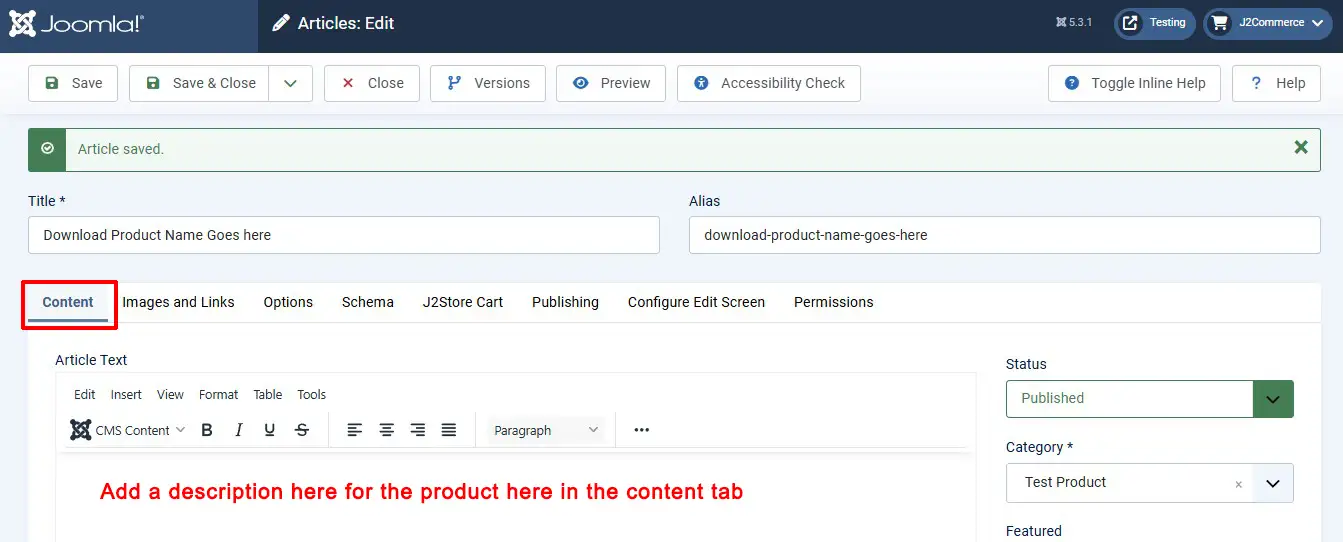 Joomla!® Articles: Edit 5.3.1 Testing J2Commerce
Save Save & Close Close Versions Preview Accessibility Check Toggle Inline Help ? Help
Article saved.
Title * Alias
Download Product Name Goes here download-product-name-goes-here
Content Images and Links Options Schema J2Store Cart Publishing Configure Edit Screen Permissions
Article Text
Status
Edit Insert View Format Table Tools
Published
CMS Content B I U S Paragraph
Category *
Test Product
Add a description here for the product here in the content tab
Featured